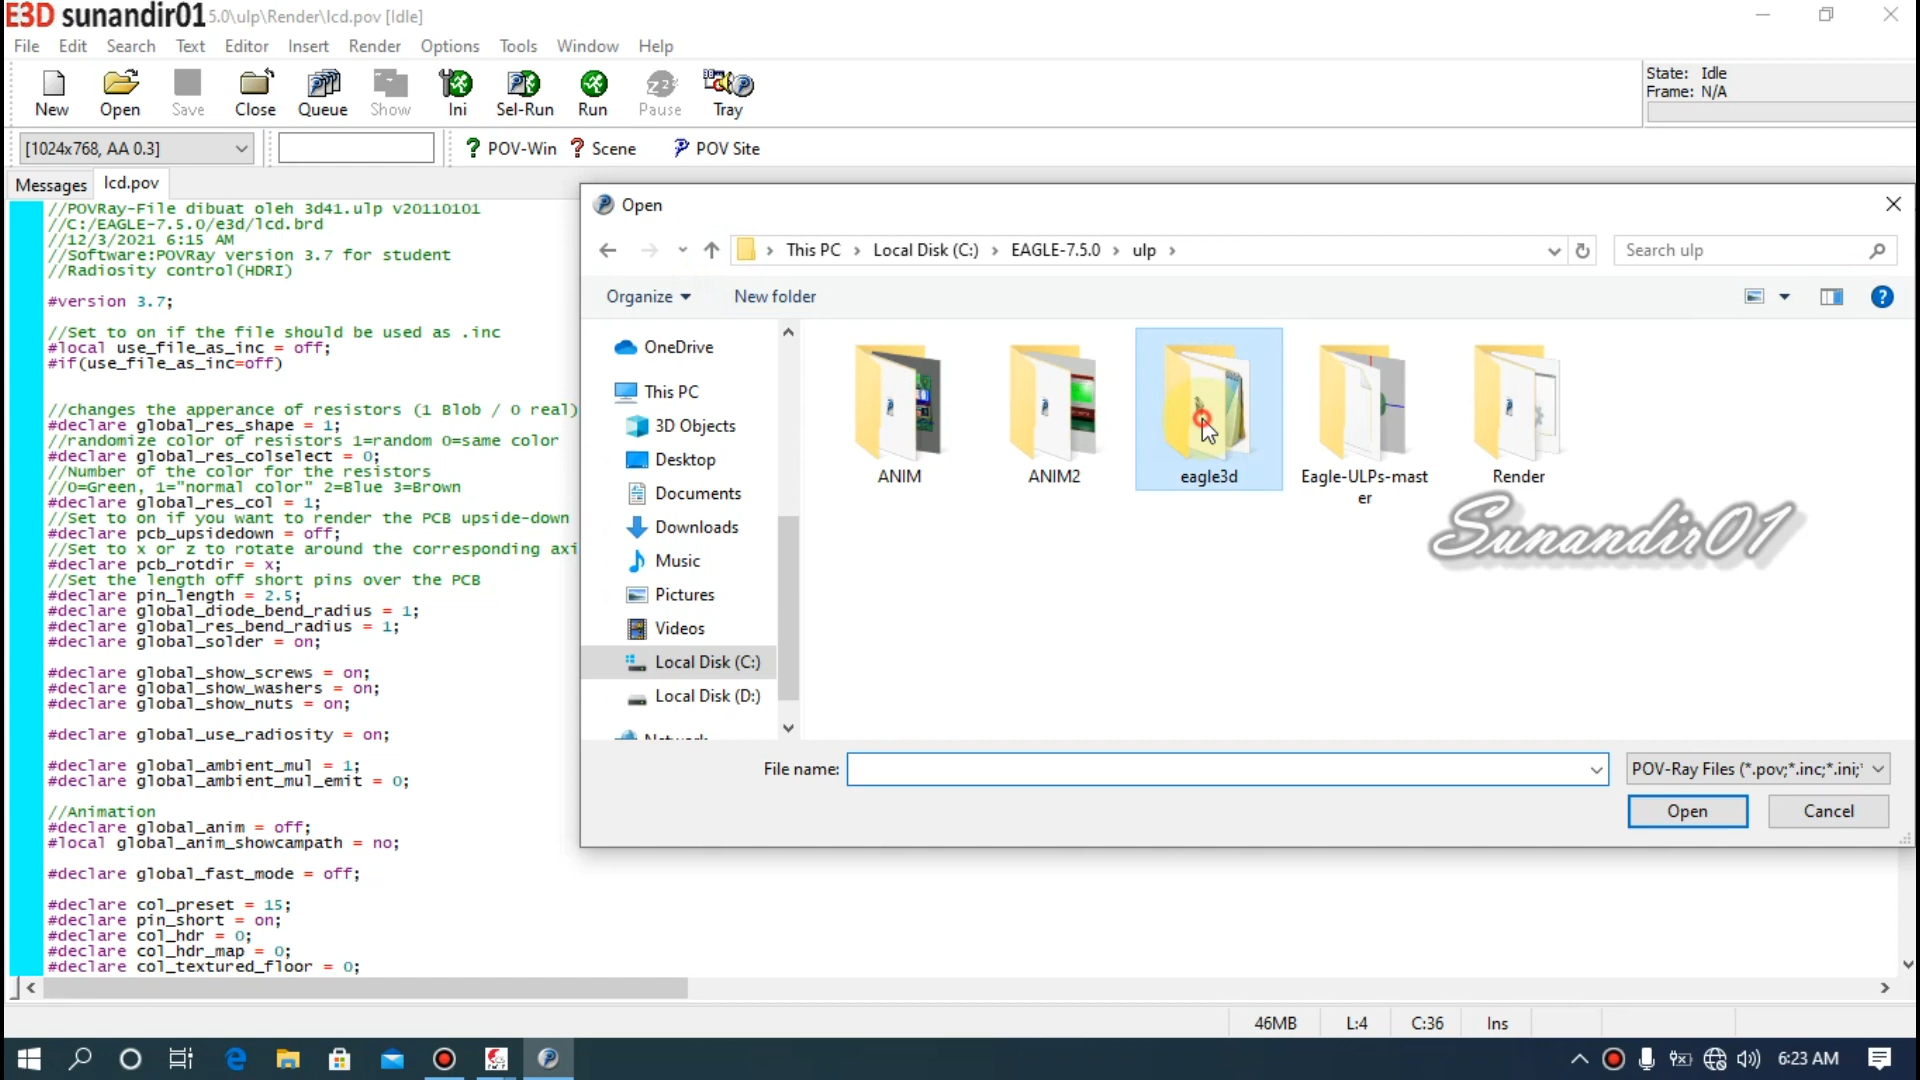 E3D sunandir01 5.0\ulp\Render\lcd.pov [Idle]
File Edit Search Text Editor Insert Render Options Tools Window Help
New Open Save Close Queue Show Ini Sel-Run Run Pause Tray
State: Idle
Frame: N/A
[1024x768, AA 0.3]
POV-Win Scene POV Site
Messages lcd.pov
//POVRay-File dibuat oleh 3d41.ulp v20110101
//C:/EAGLE-7.5.0/e3d/lcd.brd
//12/3/2021 6:15 AM
//Software:POVRay version 3.7 for student
//Radiosity control(HDRI)
#version 3.7;
//Set to on if the file should be used as .inc
#local use_file_as_inc = off;
#if(use_file_as_inc=off)
//changes the apperance of resistors (1 Blob / 0 real)
#declare global_res_shape = 1;
//randomize color of resistors 1=random 0=same color
#declare global_res_colselect = 0;
//Number of the color for the resistors
//0=Green, 1="normal color" 2=Blue 3=Brown
#declare global_res_col = 1;
//Set to on if you want to render the PCB upside-down
#declare pcb_upsidedown = off;
//Set to x or z to rotate around the corresponding axi
#declare pcb_rotdir = x;
//Set the length off short pins over the PCB
#declare pin_length = 2.5;
#declare global_diode_bend_radius = 1;
#declare global_res_bend_radius = 1;
#declare global_solder = on;
#declare global_show_screws = on;
#declare global_show_washers = on;
#declare global_show_nuts = on;
#declare global_use_radiosity = on;
#declare global_ambient_mul = 1;
#declare global_ambient_mul_emit = 0;
//Animation
#declare global_anim = off;
#local global_anim_showcampath = no;
#declare global_fast_mode = off;
#declare col_preset = 15;
#declare pin_short = on;
#declare col_hdr = 0;
#declare col_hdr_map = 0;
#declare col_textured_floor = 0;
Open
This PC Local Disk (C:) EAGLE-7.5.0 ulp
Search ulp
Organize New folder
OneDrive
This PC
3D Objects
Desktop
Documents
Downloads
Music
Pictures
Videos
Local Disk (C:)
Local Disk (D:)
Network
ANIM
ANIM2
eagle3d
Eagle-ULPs-mast
er
Render
Sunandir01
File name:
POV-Ray Files (*.pov;*.inc;*.ini;*
Open Cancel
46MB L:4 C:36 Ins
6:23 AM